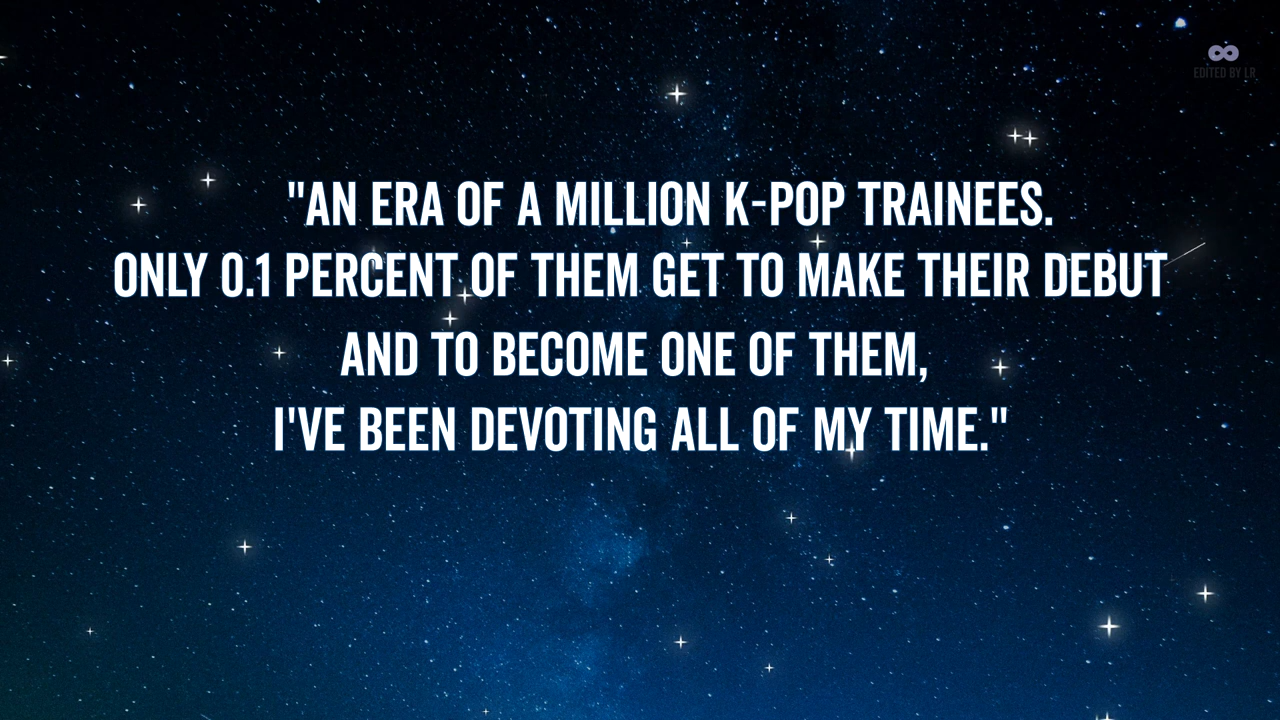 EDITED BY LR
"AN ERA OF A MILLION K-POP TRAINEES.
ONLY 0.1 PERCENT OF THEM GET TO MAKE THEIR DEBUT
AND TO BECOME ONE OF THEM,
I'VE BEEN DEVOTING ALL OF MY TIME."